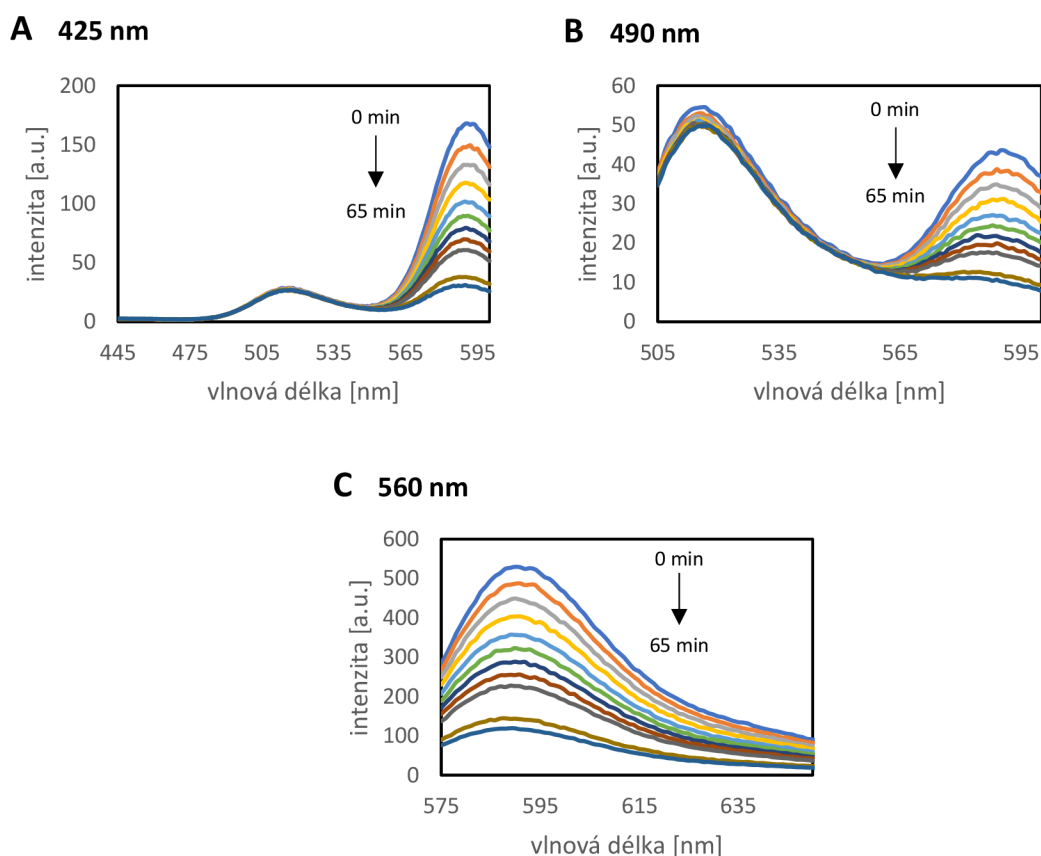 A 425 nm
200
150
100
50
0
intenzita [a.u.]
0 min
65 min
445 475 505 535 565 595
vlnová délka [nm]
B 490 nm
60
50
40
30
20
10
0
intenzita [a.u.]
0 min
65 min
505 535 565 595
vlnová délka [nm]
C 560 nm
600
500
400
300
200
100
0
intenzita [a.u.]
0 min
65 min
575 595 615 635
vlnová délka [nm]